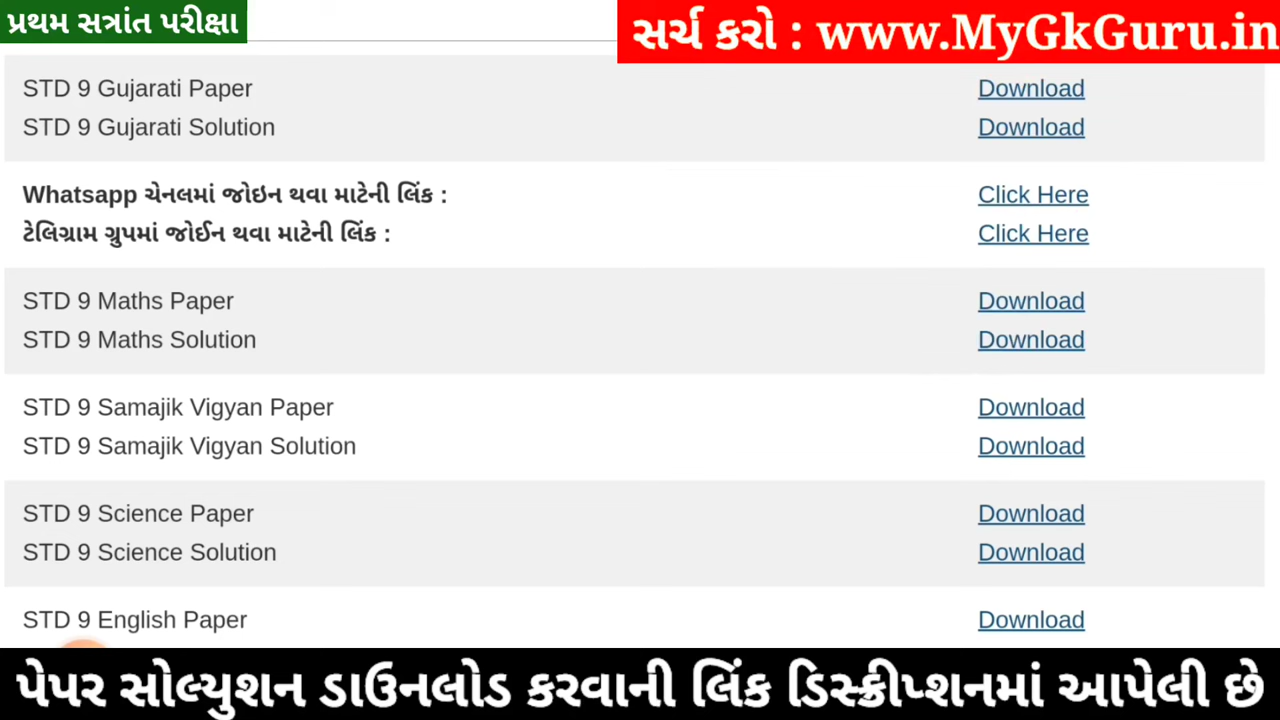 પ્રથમ સત્રાંત પરીક્ષા
સર્ચ કરો : www.MyGkGuru.in
STD 9 Gujarati Paper Download
STD 9 Gujarati Solution Download
Whatsapp ચેનલમાં જોઇન થવા માટેની લિંક : Click Here
ટેલિગ્રામ ગ્રુપમાં જોઈન થવા માટેની લિંક : Click Here
STD 9 Maths Paper Download
STD 9 Maths Solution Download
STD 9 Samajik Vigyan Paper Download
STD 9 Samajik Vigyan Solution Download
STD 9 Science Paper Download
STD 9 Science Solution Download
STD 9 English Paper Download
પેપર સોલ્યુશન ડાઉનલોડ કરવાની લિંક ડિસ્ક્રીપ્શનમાં આપેલી છે